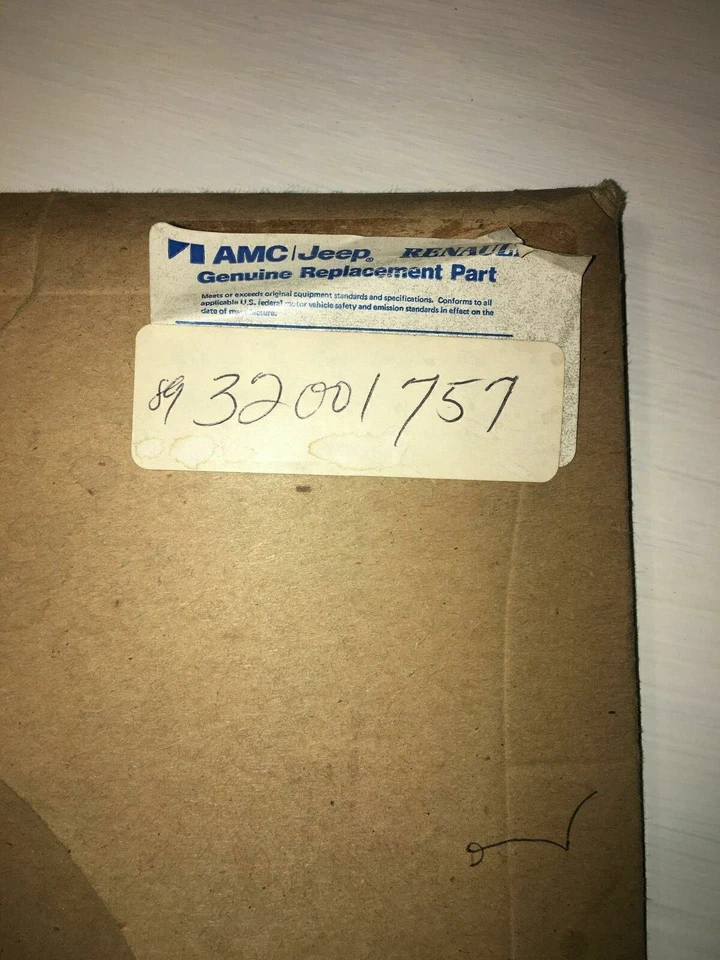 AMC|Jeep® RENAUL
Genuine Replacement Part
Meets or exceeds original equipment standards and specifications. Conforms to all
applicable U.S. federal motor vehicle safety and emission standards in effect on the
date of manufacture.
89 32001757